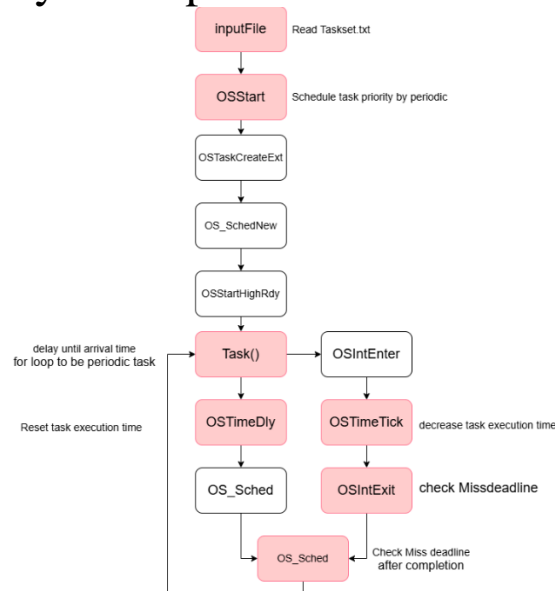 inputFile
Read Taskset.txt
OSStart
Schedule task priority by periodic
OSTaskCreateExt
OS_SchedNew
OSStartHighRdy
delay until arrival time
for loop to be periodic task
Task()
OSIntEnter
Reset task execution time
OSTimeDly
OSTimeTick
decrease task execution time
OS_Sched
OSIntExit
check Missdeadline
OS_Sched
Check Miss deadline
after completion